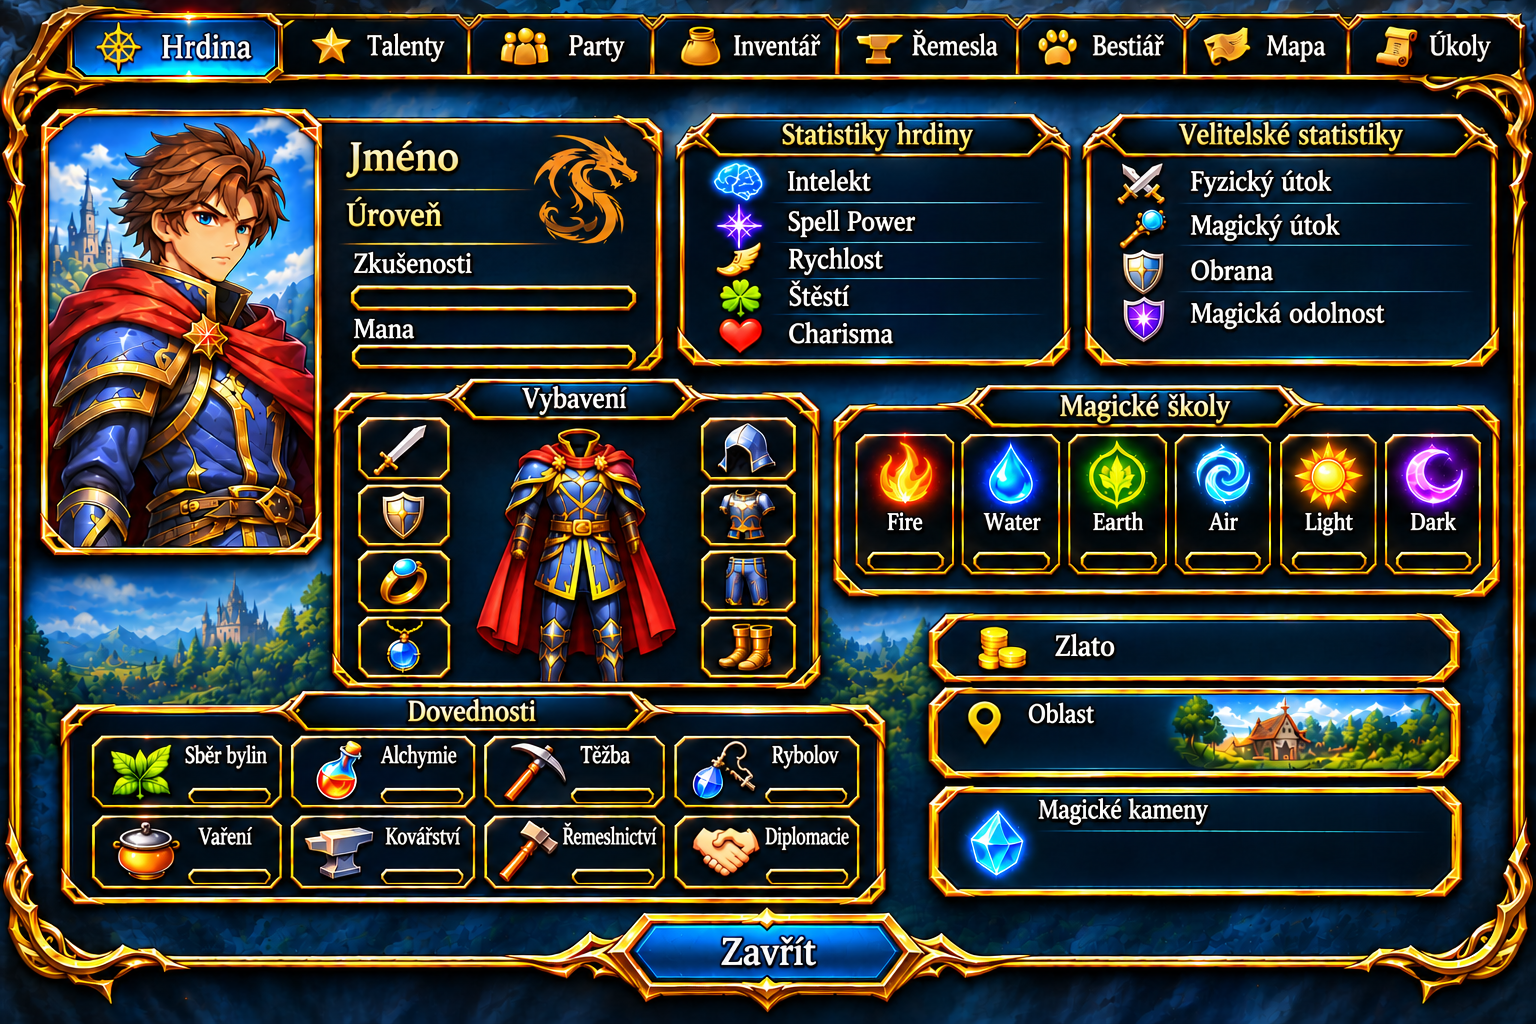 Hrdina
Talenty
Party
Inventář
Řemesla
Bestiář
Mapa
Úkoly
Jméno
Úroveň
Zkušenosti
Mana
Statistiky hrdiny
Intelekt
Spell Power
Rychlost
Štěstí
Charisma
Velitelské statistiky
Fyzický útok
Magický útok
Obrana
Magická odolnost
Vybavení
Magické školy
Fire
Water
Earth
Air
Light
Dark
Zlato
Oblast
Magické kameny
Dovednosti
Sběr bylin
Alchymie
Těžba
Rybolov
Vaření
Kovářství
Řemeslnictví
Diplomacie
Zavřít